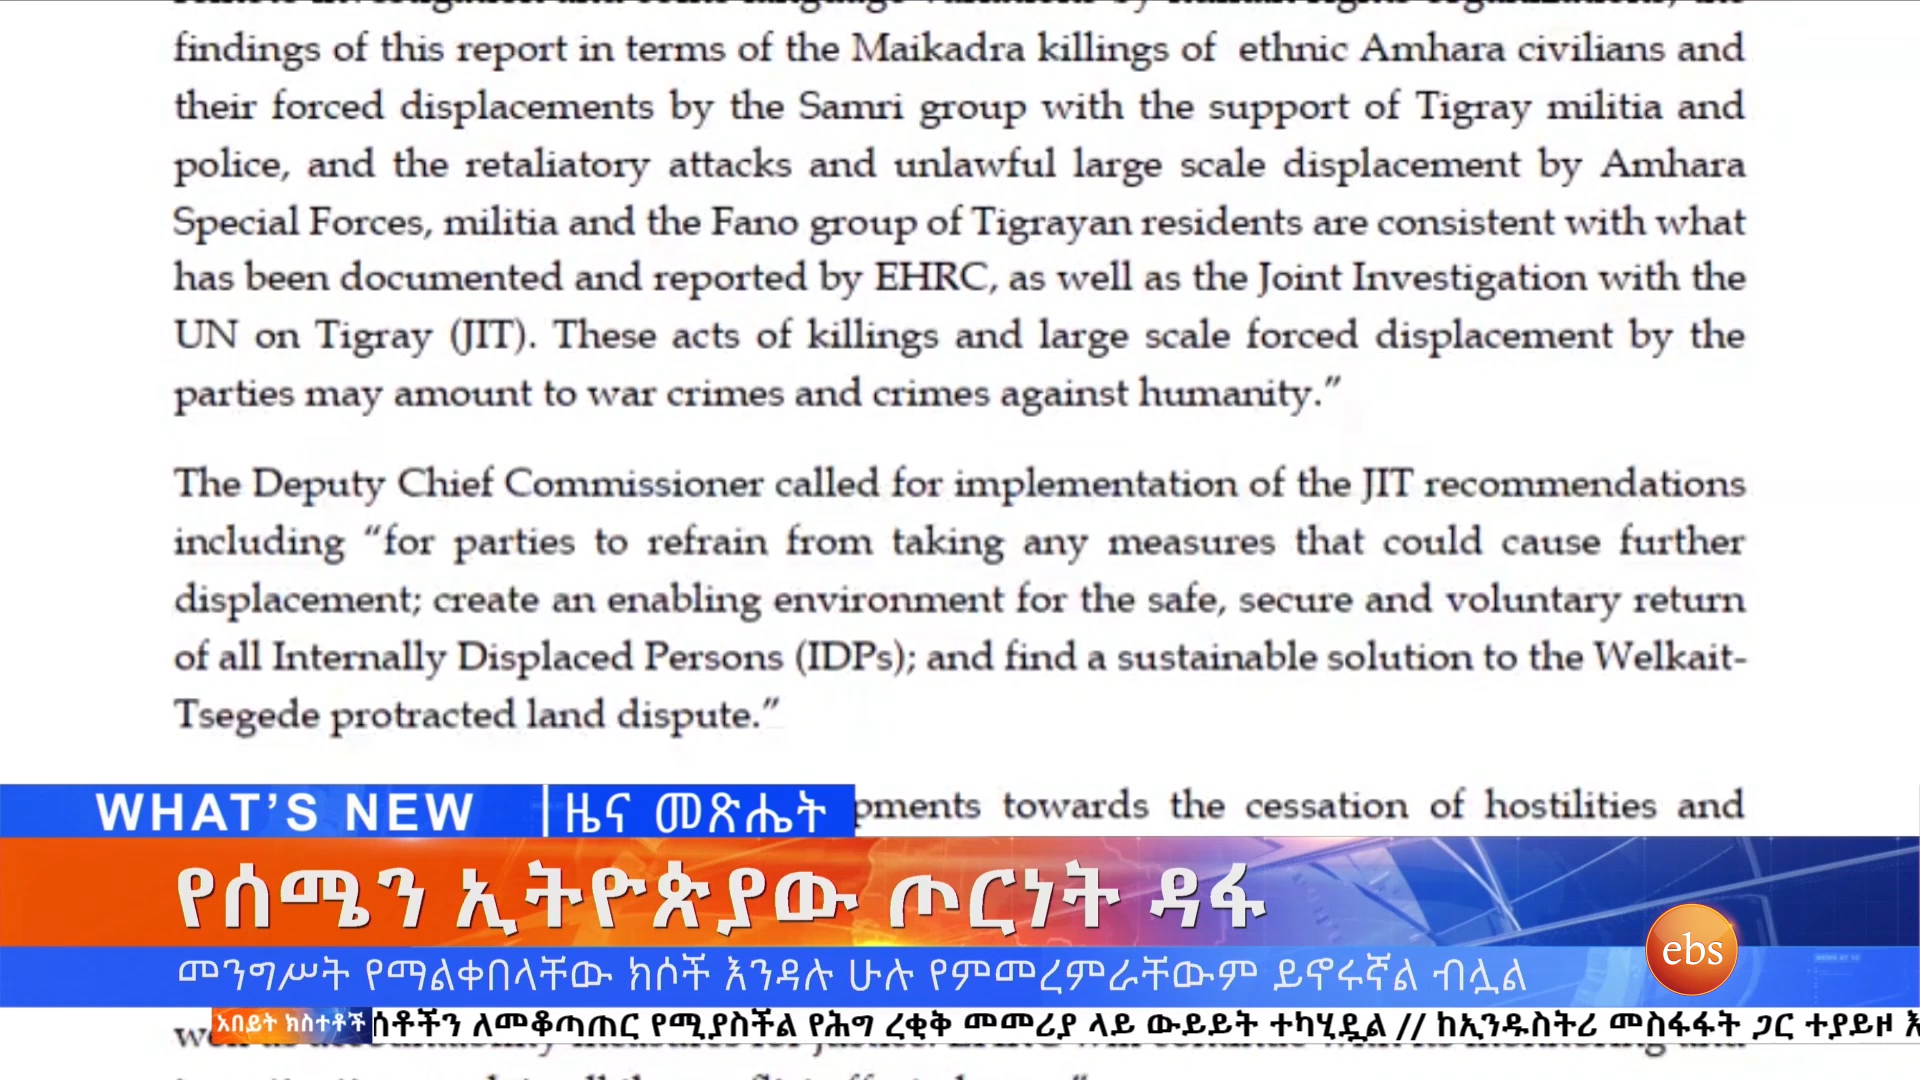 findings of this report in terms of the Maikadra killings of ethnic Amhara civilians and
their forced displacements by the Samri group with the support of Tigray militia and
police, and the retaliatory attacks and unlawful large scale displacement by Amhara
Special Forces, militia and the Fano group of Tigrayan residents are consistent with what
has been documented and reported by EHRC, as well as the Joint Investigation with the
UN on Tigray (JIT). These acts of killings and large scale forced displacement by the
parties may amount to war crimes and crimes against humanity.”
The Deputy Chief Commissioner called for implementation of the JIT recommendations
including “for parties to refrain from taking any measures that could cause further
displacement; create an enabling environment for the safe, secure and voluntary return
of all Internally Displaced Persons (IDPs); and find a sustainable solution to the Welkait-
Tsegede protracted land dispute.”
pments towards the cessation of hostilities and
WHAT’S NEW | ዜና መጽሔት
የሰሜን ኢትዮጵያው ጦርነት ዳፋ
መንግሥት የማልቀበላቸው ክሶች እንዳሉ ሁሉ የምመረምራቸውም ይኖሩኛል ብሏል
ebs
አበይት ክስተቶች ሰቶችን ለመቆጣጠር የሚያስችል የሕግ ረቂቅ መመሪያ ላይ ውይይት ተካሂዷል // ከኢንዱስትሪ መስፋፋት ጋር ተያይዞ